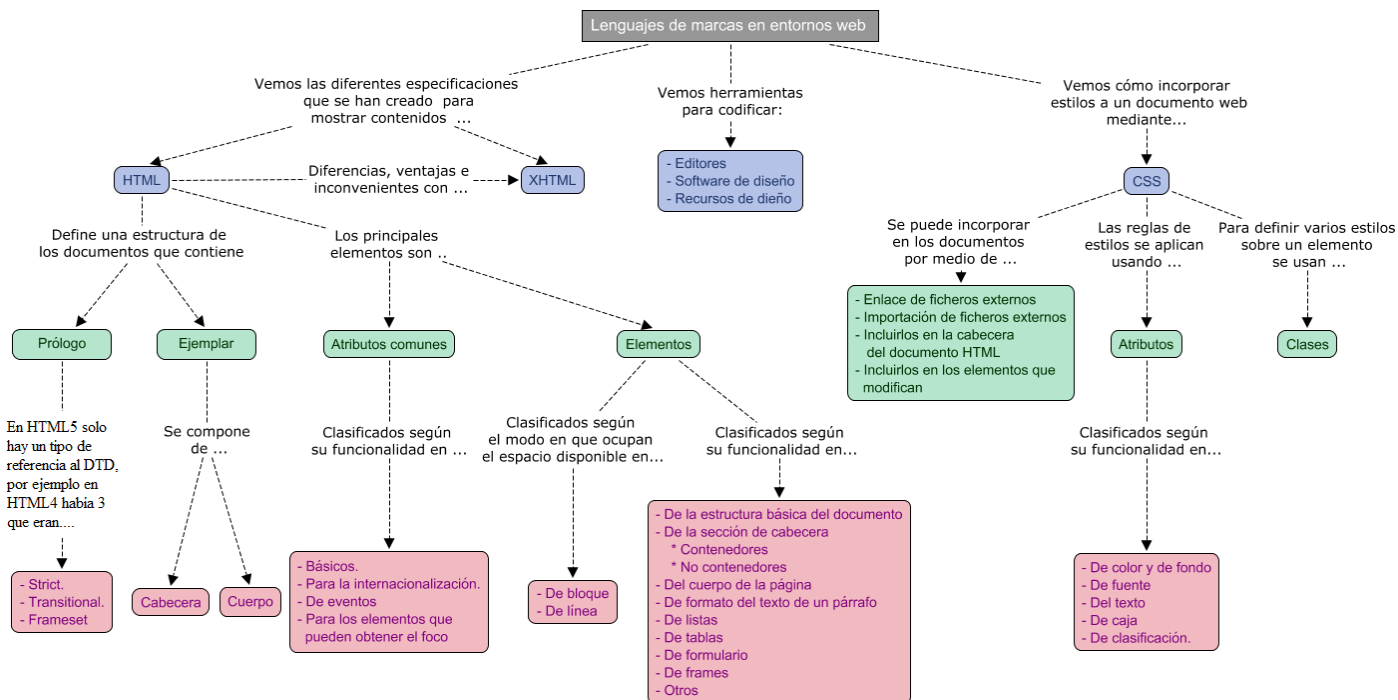 Lenguajes de marcas en entornos web
Vemos las diferentes especificaciones
que se han creado para
mostrar contenidos ...
Vemos herramientas
para codificar:
Vemos cómo incorporar
estilos a un documento web
mediante...
HTML
Diferencias, ventajas e
inconvenientes con ...
XHTML
- Editores
- Software de diseño
- Recursos de dieño
CSS
Define una estructura de
los documentos que contiene
Los principales
elementos son ..
Se puede incorporar
en los documentos
por medio de ...
Las reglas de
estilos se aplican
usando ...
Para definir varios estilos
sobre un elemento
se usan ...
Prólogo
Ejemplar
Atributos comunes
Elementos
- Enlace de ficheros externos
- Importación de ficheros externos
- Incluirlos en la cabecera
del documento HTML
- Incluirlos en los elementos que
modifican
Atributos
Clases
En HTML5 solo
hay un tipo de
referencia al DTD,
por ejemplo en
HTML4 había 3
que eran....
Se compone
de ...
Clasificados según
su funcionalidad en ...
Clasificados según
el modo en que ocupan
el espacio disponible en...
Clasificados según
su funcionalidad en...
Clasificados según
su funcionalidad en...
- Strict.
- Transitional.
- Frameset
Cabecera
Cuerpo
- Básicos.
- Para la internacionalización.
- De eventos
- Para los elementos que
pueden obtener el foco
- De bloque
- De línea
- De la estructura básica del documento
- De la sección de cabecera
* Contenedores
* No contenedores
- Del cuerpo de la página
- De formato del texto de un párrafo
- De listas
- De tablas
- De formulario
- De frames
- Otros
- De color y de fondo
- De fuente
- Del texto
- De caja
- De clasificación.